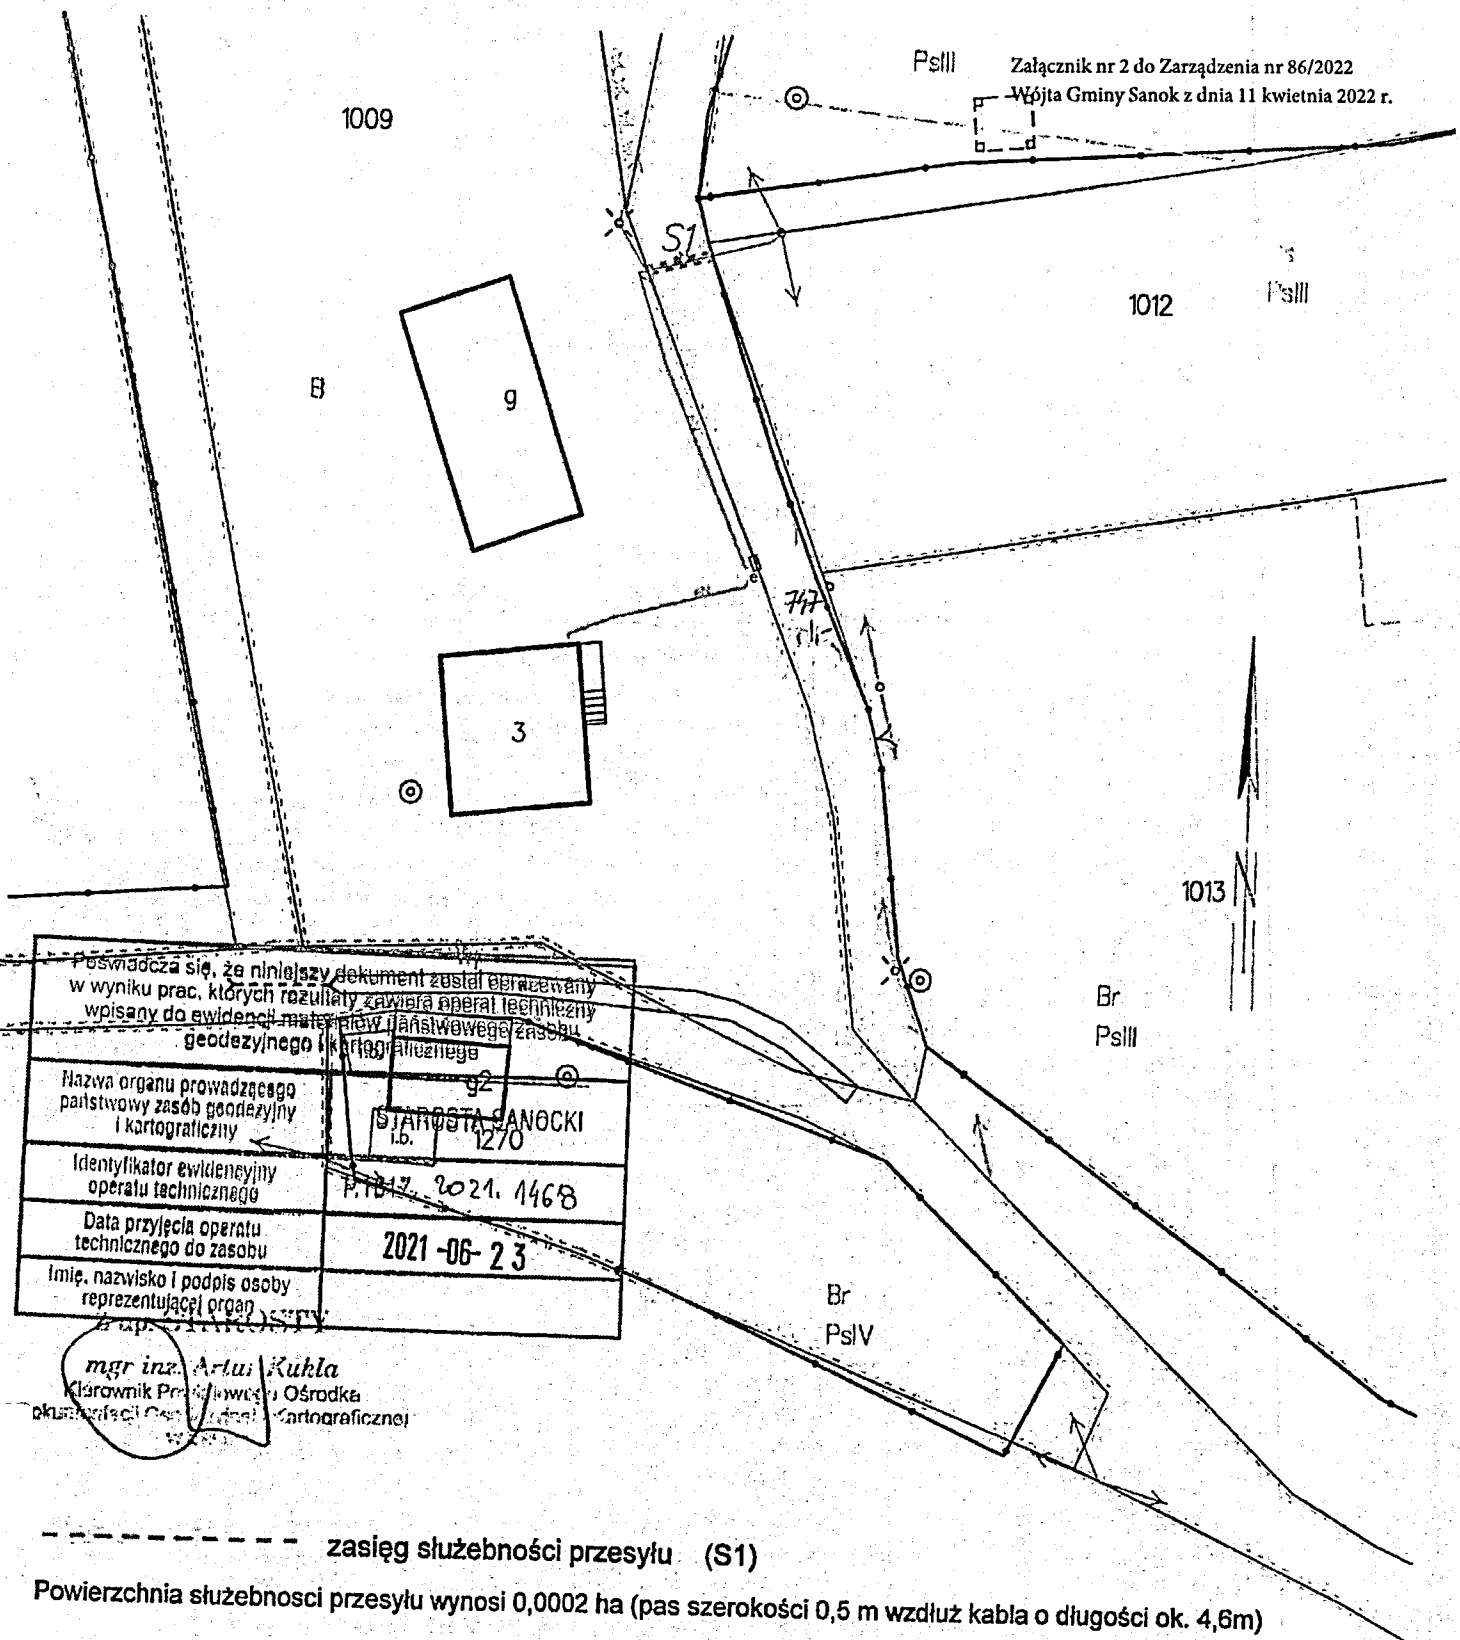 PsIII
Załącznik nr 2 do Zarządzenia nr 86/2022
Wójta Gminy Sanok z dnia 11 kwietnia 2022 r.
1009
S1
1012
PsIII
B
g
e
747
3
1013
Br
PsIII
Poświadcza się, że niniejszy dokument został opracowany
w wyniku prac, których rezultaty zawiera operat techniczny
wpisany do ewidencji materiałów państwowego zasobu
geodezyjnego i kartograficznego
g2
Nazwa organu prowadzącego
państwowy zasób geodezyjny
i kartograficzny
STAROSTA SANOCKI
i.b.
1270
Identyfikator ewidencyjny
operatu technicznego
P.1817. 2021. 1468
Data przyjęcia operatu
technicznego do zasobu
2021-06-23
Imię, nazwisko i podpis osoby
reprezentującej organ
Z up. STAROSTY
mgr inż. Artur Kukla
Kierownik Ośrodka
Kartograficznej
Br
PsIV
zasięg służebności przesyłu (S1)
Powierzchnia służebnosci przesyłu wynosi 0,0002 ha (pas szerokości 0,5 m wzdłuż kabla o długości ok. 4,6m)